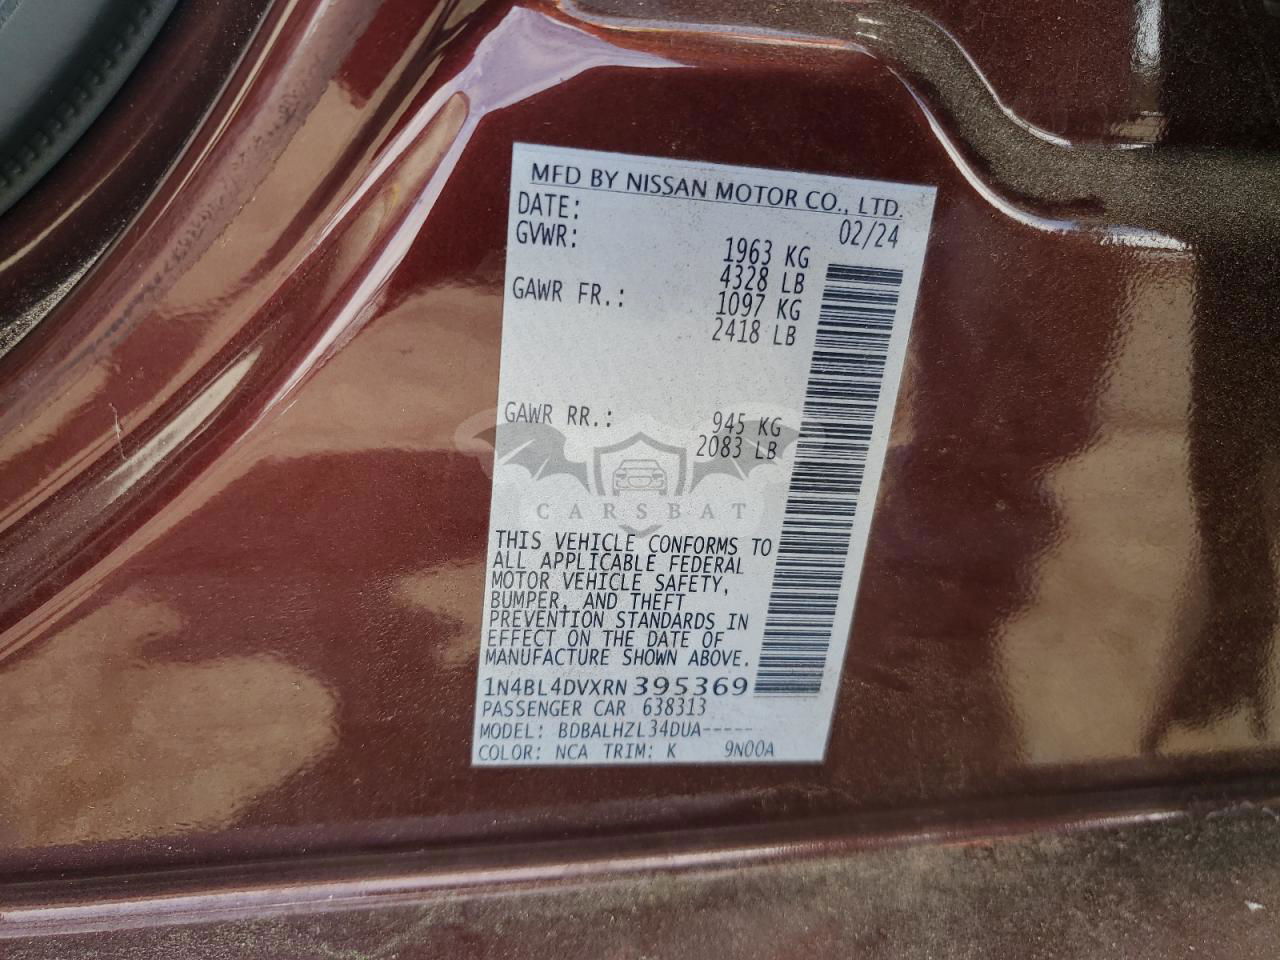 MFD BY NISSAN MOTOR CO., LTD.
DATE: 02/24
GVWR: 1963 KG
4328 LB
GAWR FR.: 1097 KG
2418 LB
GAWR RR.: 945 KG
2083 LB
CARSBAT
THIS VEHICLE CONFORMS TO
ALL APPLICABLE FEDERAL
MOTOR VEHICLE SAFETY,
BUMPER, AND THEFT
PREVENTION STANDARDS IN
EFFECT ON THE DATE OF
MANUFACTURE SHOWN ABOVE.
1N4BL4DVXRN395369
PASSENGER CAR 638313
MODEL: BDBALHZL34DUA-----
COLOR: NCA TRIM: K 9N00A